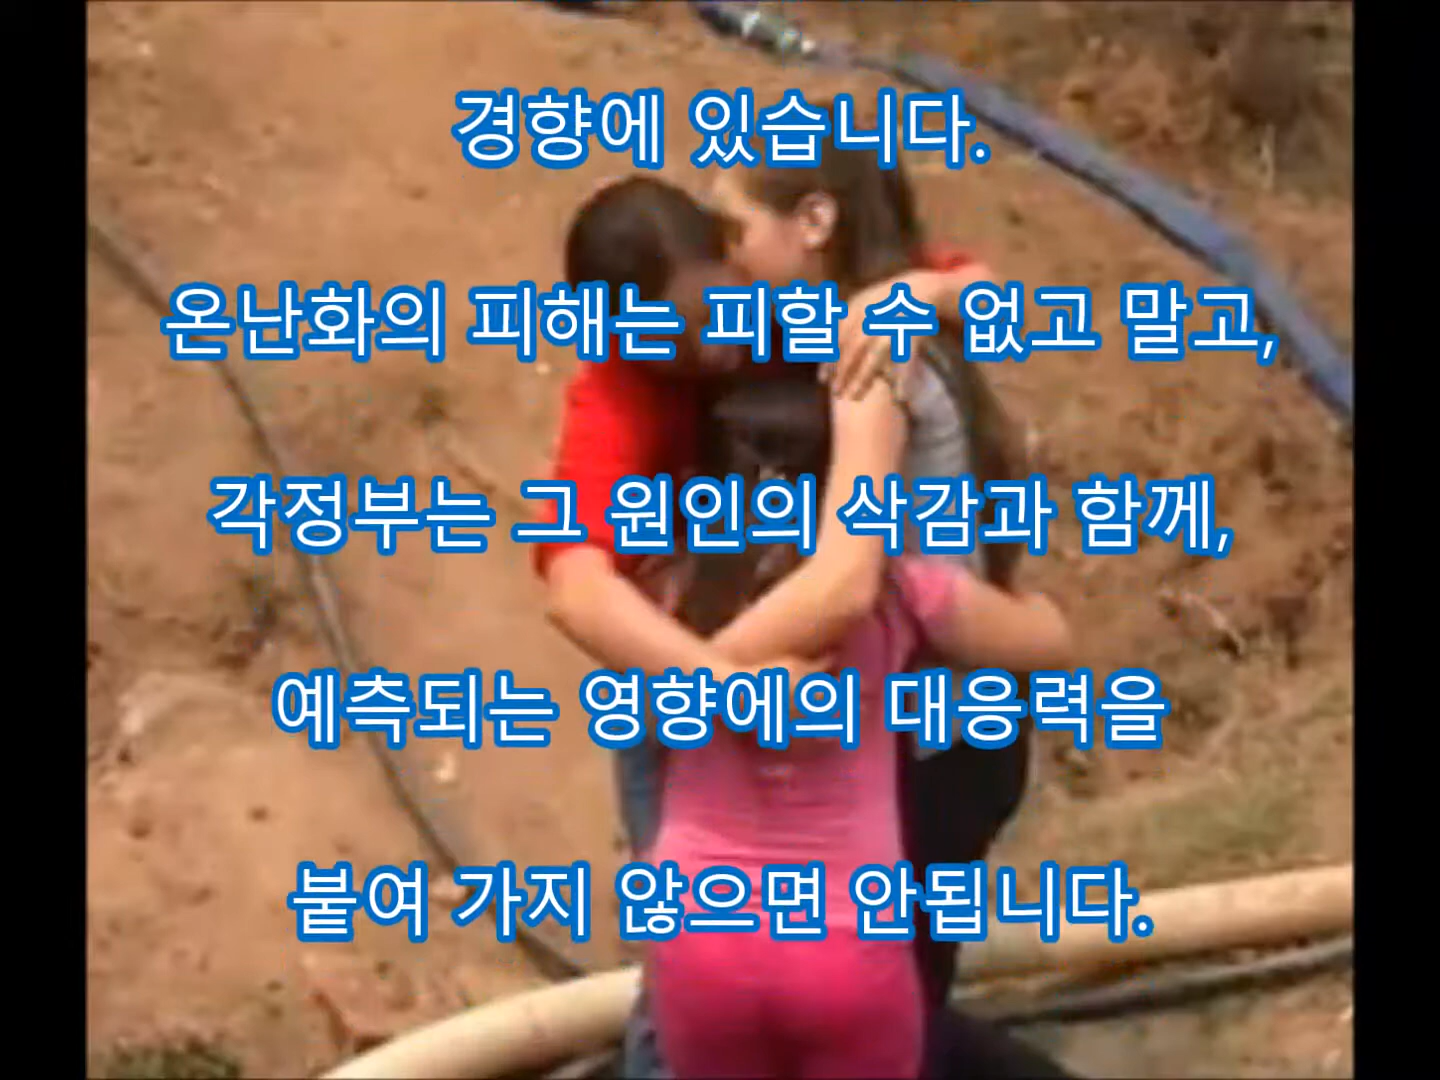 경향에 있습니다.
온난화의 피해는 피할 수 없고 말고,
각정부는 그 원인의 삭감과 함께,
예측되는 영향에의 대응력을
붙여 가지 않으면 안됩니다.